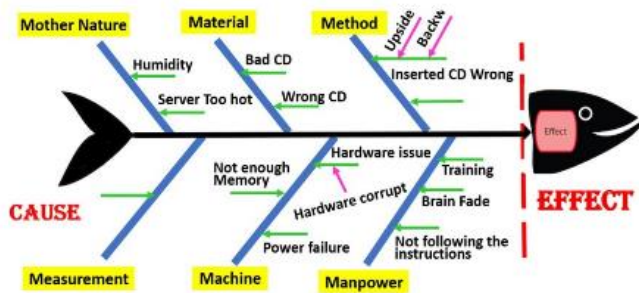 Mother Nature
Material
Method
Upside
Backw
Humidity
Bad CD
Inserted CD Wrong
Server Too hot
Wrong CD
Effect
Not enough
Memory
Hardware issue
Training
Hardware corrupt
Brain Fade
CAUSE
EFFECT
Power failure
Not following the
instructions
Measurement
Machine
Manpower